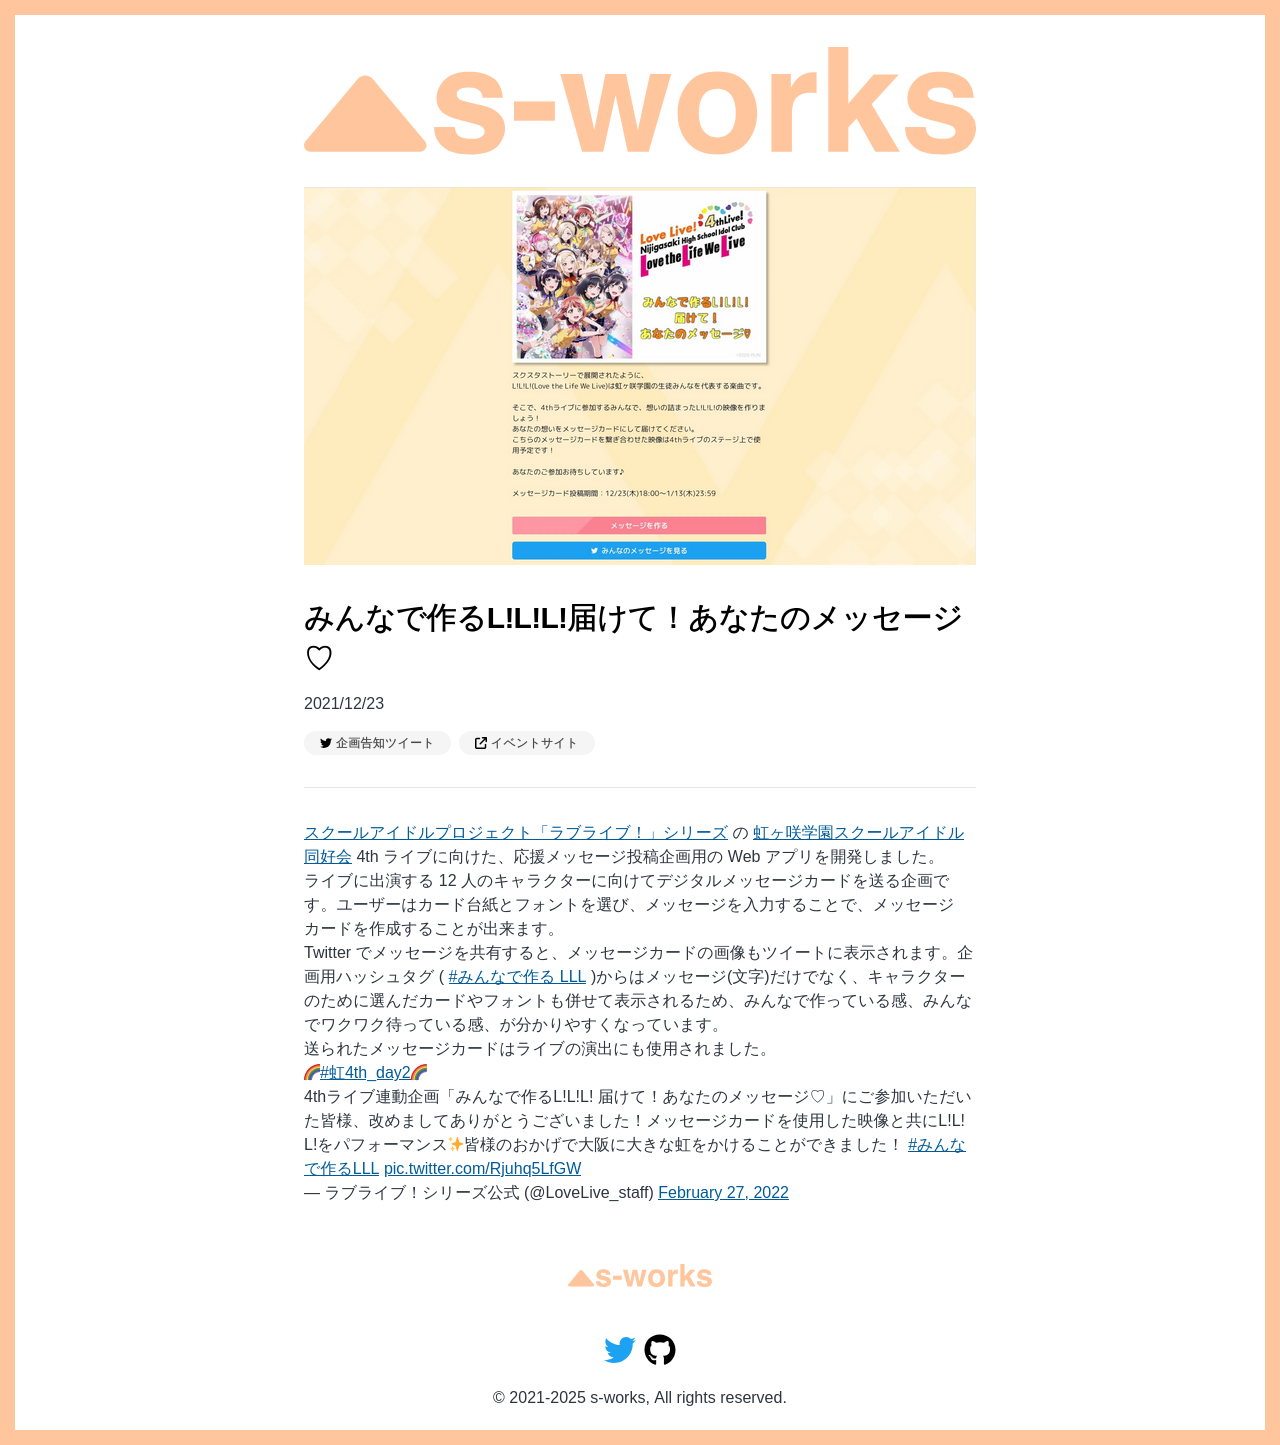 s-works
Love Live! 4thLive!
Nijigasaki High School Idol Club
Love the Life We Live
みんなで作るL!L!L!
届けて！
あなたのメッセージ♡
スクスタストーリーで展開されたように、
L!L!L!(Love the Life We Live)は虹ヶ咲学園の生徒みんなを代表する楽曲です。
そこで、4thライブに参加するみんなで、想いの詰まったL!L!L!の映像を作りま
しょう！
あなたの想いをメッセージカードにして届けてください。
こちらのメッセージカードを繋ぎ合わせた映像は4thライブのステージ上で使
用予定です！
あなたのご参加お待ちしています♪
メッセージカード投稿期間：12/23(木)18:00〜1/13(木)23:59
メッセージを作る
みんなのメッセージを見る
みんなで作るL!L!L!届けて！あなたのメッセージ
♡
2021/12/23
企画告知ツイート イベントサイト
スクールアイドルプロジェクト「ラブライブ！」シリーズ の 虹ヶ咲学園スクールアイドル
同好会 4th ライブに向けた、応援メッセージ投稿企画用の Web アプリを開発しました。
ライブに出演する 12 人のキャラクターに向けてデジタルメッセージカードを送る企画で
す。ユーザーはカード台紙とフォントを選び、メッセージを入力することで、メッセージ
カードを作成することが出来ます。
Twitter でメッセージを共有すると、メッセージカードの画像もツイートに表示されます。企
画用ハッシュタグ ( #みんなで作る LLL )からはメッセージ(文字)だけでなく、キャラクター
のために選んだカードやフォントも併せて表示されるため、みんなで作っている感、みんな
でワクワク待っている感、が分かりやすくなっています。
送られたメッセージカードはライブの演出にも使用されました。
🌈#虹4th_day2🌈
4thライブ連動企画「みんなで作るL!L!L! 届けて！あなたのメッセージ♡」にご参加いただい
た皆様、改めましてありがとうございました！メッセージカードを使用した映像と共にL!L!
L!をパフォーマンス✨皆様のおかげで大阪に大きな虹をかけることができました！ #みんな
で作るLLL pic.twitter.com/Rjuhq5LfGW
— ラブライブ！シリーズ公式 (@LoveLive_staff) February 27, 2022
s-works
© 2021-2025 s-works, All rights reserved.